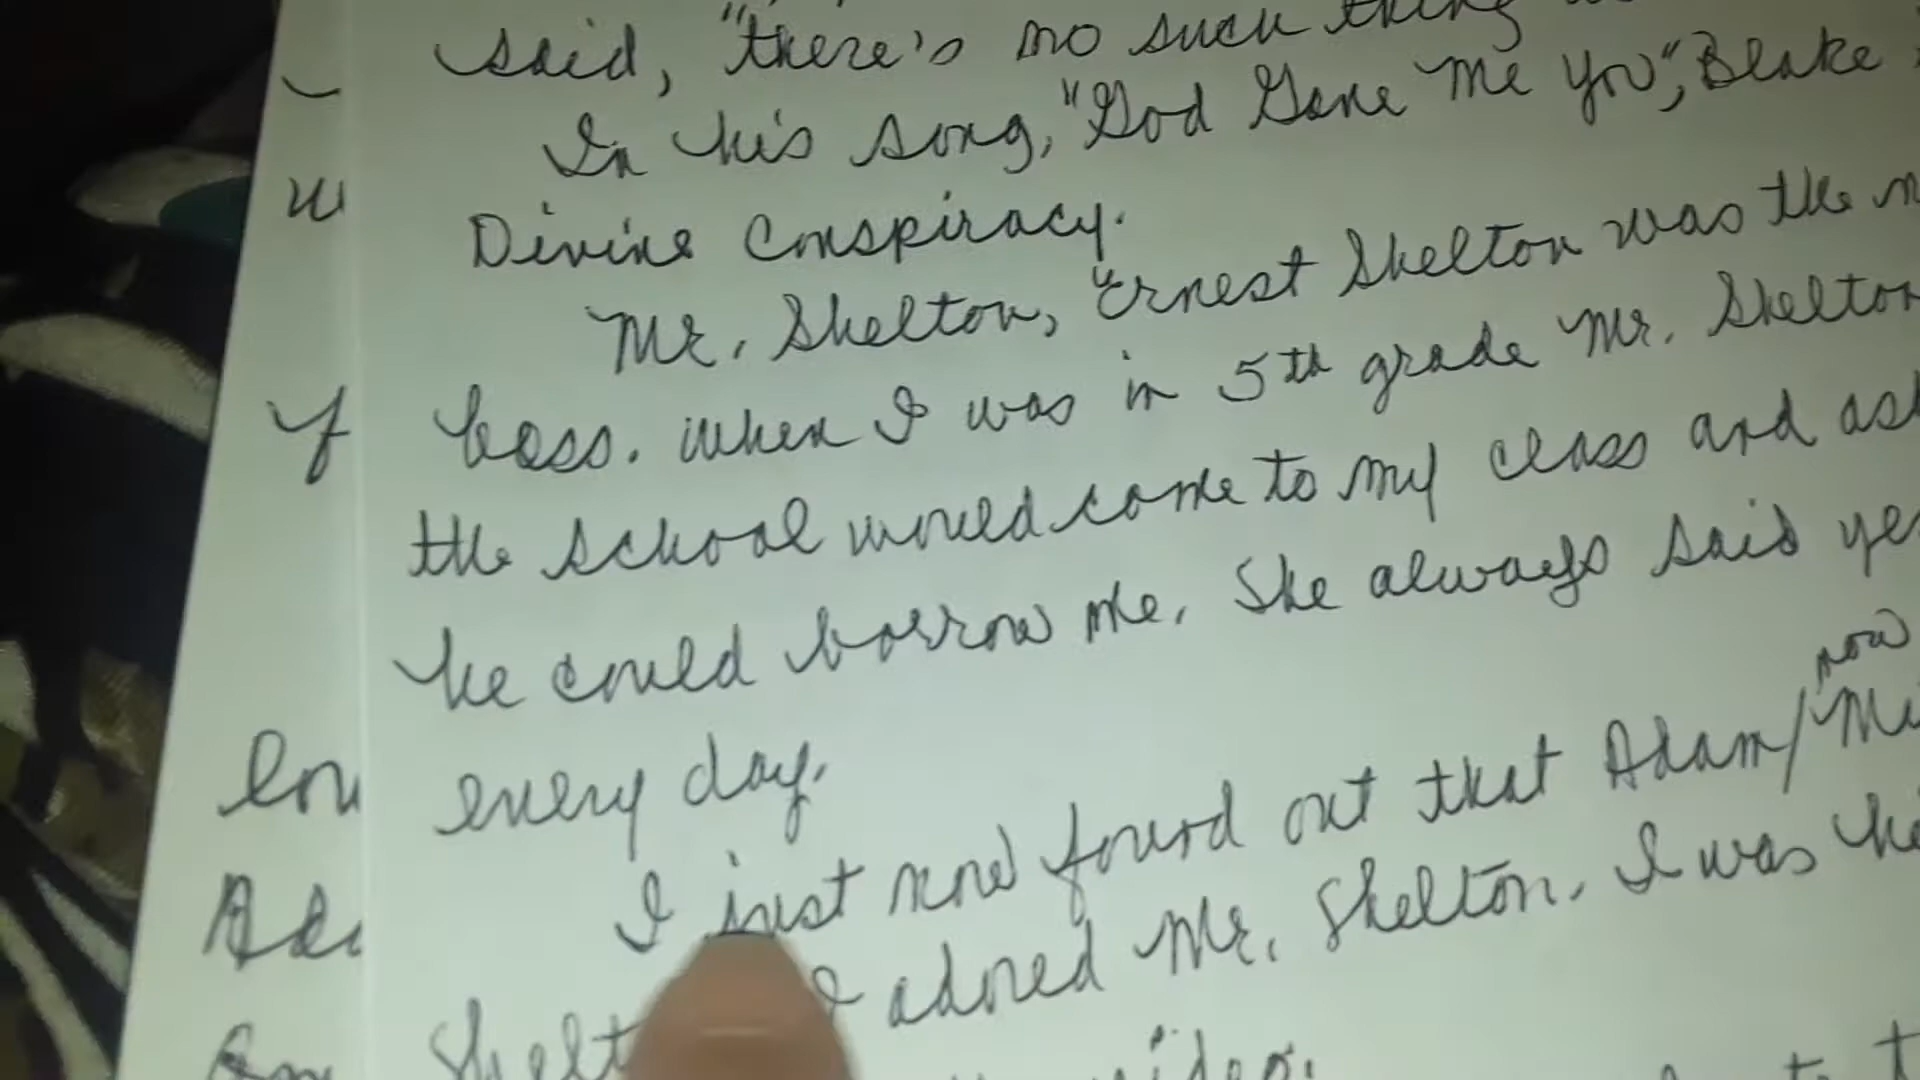 said, "there's no such thing
In his song, "God Gave Me You", Blake
Divine Conspiracy.
Mr. Shelton, Ernest Shelton was the
boss. When I was in 5th grade Mr. Shelton
the school would come to my class and
he could borrow me. She always said
every day. now
I just now found out that Adam/
I adored Mr. Shelton. I was